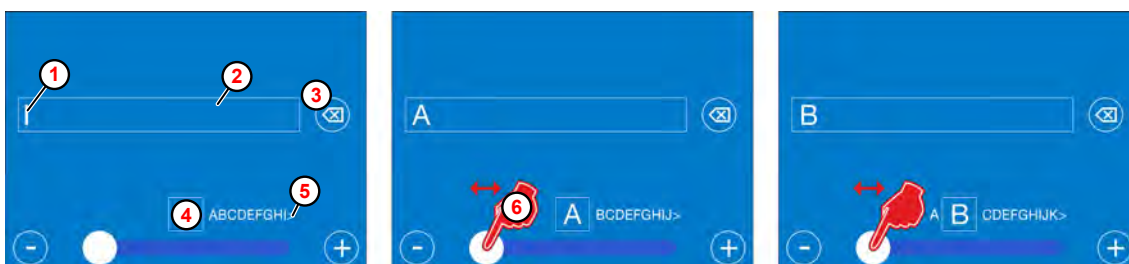 1
2
3
I
4
ABCDEFGHI>
5
-
+
A
6
A BCDEFGHIJ>
-
+
B
A B CDEFGHIJK>
-
+